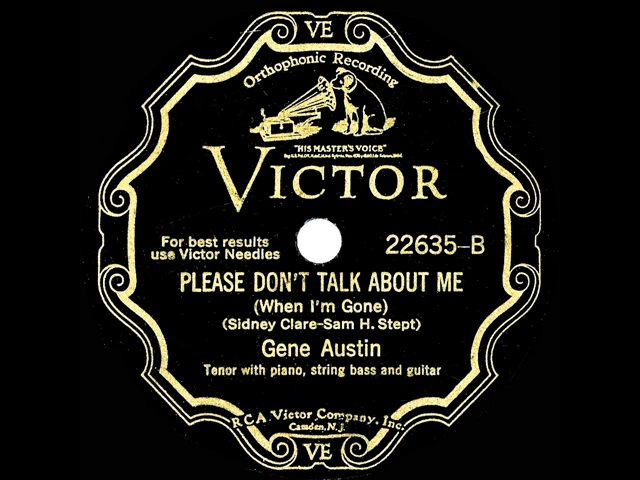 VE
Orthophonic Recording
"HIS MASTER'S VOICE"
VICTOR
For best results
use Victor Needles
22635-B
PLEASE DON'T TALK ABOUT ME
(When I'm Gone)
(Sidney Clare-Sam H. Stept)
Gene Austin
Tenor with piano, string bass and guitar
RCA Victor Company, Inc.
Camden, N.J.
VE